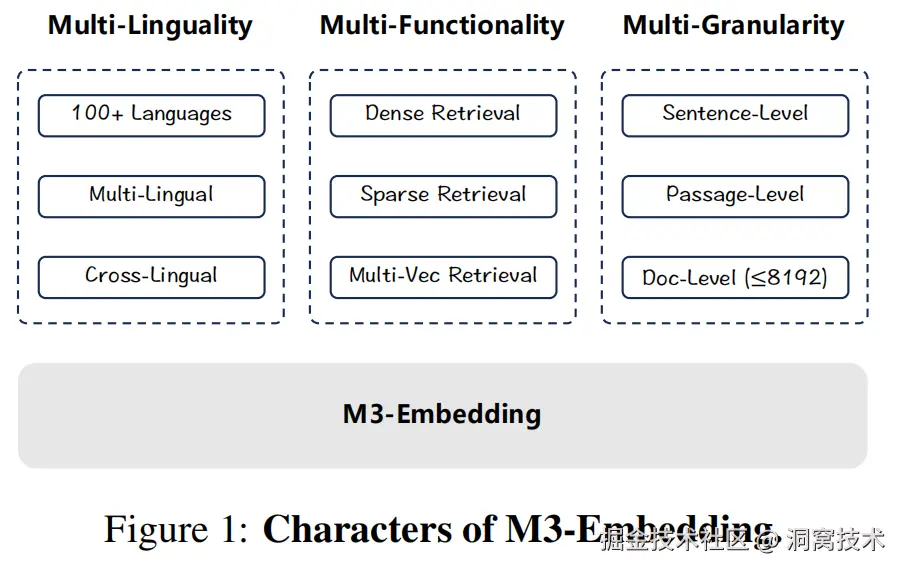 Multi-Linguality Multi-Functionality Multi-Granularity
100+ Languages Dense Retrieval Sentence-Level
Multi-Lingual Sparse Retrieval Passage-Level
Cross-Lingual Multi-Vec Retrieval Doc-Level (≤8192)
M3-Embedding
Figure 1: Characters of M3-Embedding.
掘金技术社区 @ 洞窝技术